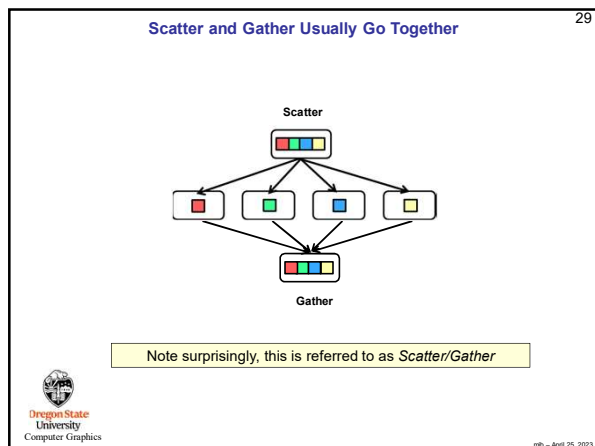 29
Scatter and Gather Usually Go Together
Scatter
Gather
Note surprisingly, this is referred to as Scatter/Gather
Oregon State
University
Computer Graphics
mjb – April 25, 2023